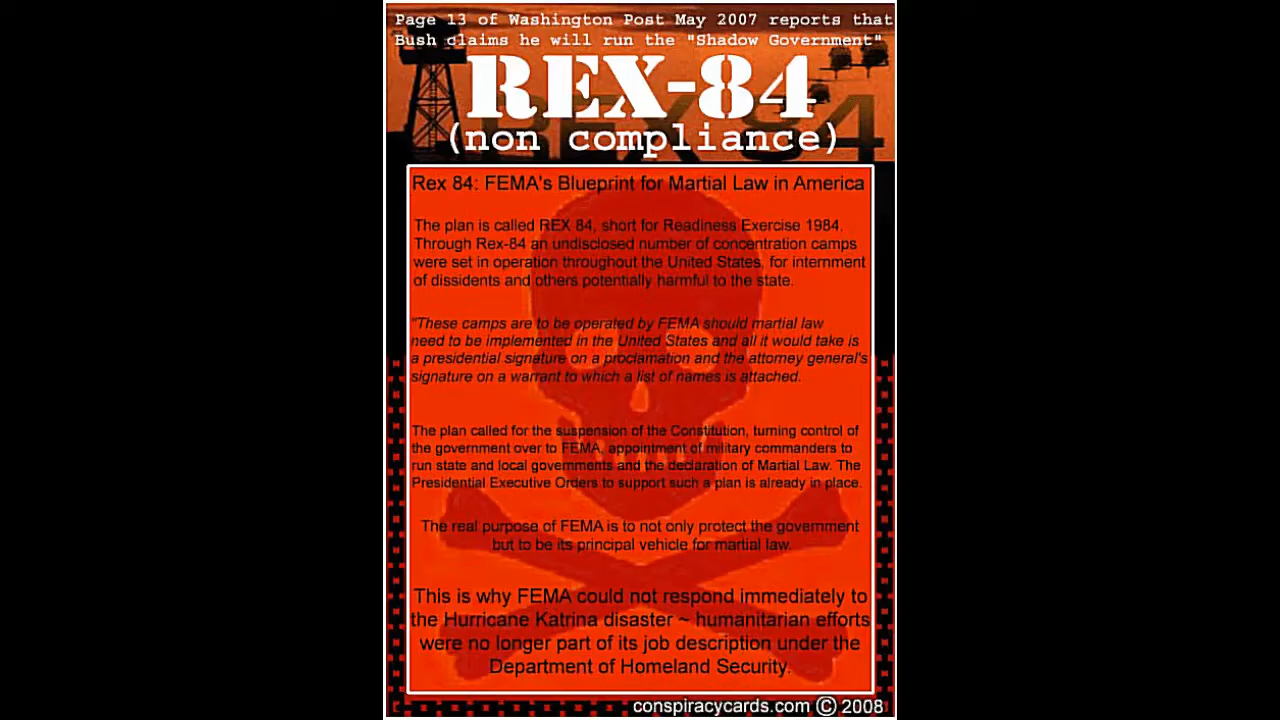 Page 13 of Washington Post May 2007 reports that
Bush claims he will run the "Shadow Government"
REX-84
(non compliance)
Rex 84: FEMA's Blueprint for Martial Law in America
The plan is called REX 84, short for Readiness Exercise 1984.
Through Rex-84 an undisclosed number of concentration camps
were set in operation throughout the United States, for internment
of dissidents and others potentially harmful to the state.
"These camps are to be operated by FEMA should martial law
need to be implemented in the United States and all it would take is
a presidential signature on a proclamation and the attorney general's
signature on a warrant to which a list of names is attached.
The plan called for the suspension of the Constitution, turning control of
the government over to FEMA, appointment of military commanders to
run state and local governments and the declaration of Martial Law. The
Presidential Executive Orders to support such a plan is already in place.
The real purpose of FEMA is to not only protect the government
but to be its principal vehicle for martial law.
This is why FEMA could not respond immediately to
the Hurricane Katrina disaster ~ humanitarian efforts
were no longer part of its job description under the
Department of Homeland Security.
conspiracycards.com © 2008